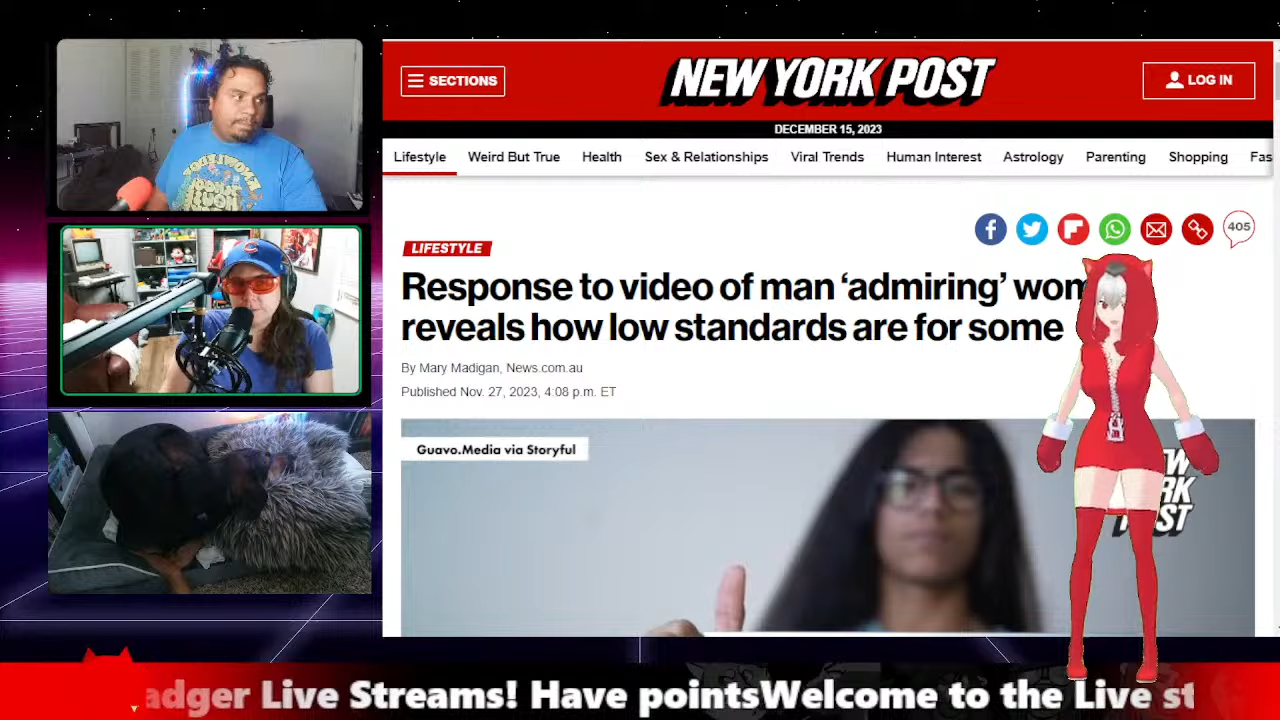 SECTIONS
NEW YORK POST
LOG IN
DECEMBER 15, 2023
Lifestyle Weird But True Health Sex & Relationships Viral Trends Human Interest Astrology Parenting Shopping Fas
405
LIFESTYLE
Response to video of man ‘admiring’ wom
reveals how low standards are for some
By Mary Madigan, News.com.au
Published Nov. 27, 2023, 4:08 p.m. ET
Guavo.Media via Storyful
POST
adger Live Streams! Have pointsWelcome to the Live st